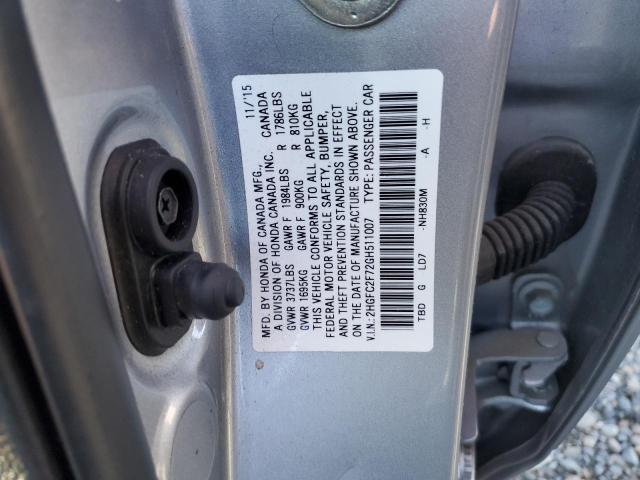 11/15
MFD. BY HONDA OF CANADA MFG.,
A DIVISION OF HONDA CANADA INC. CANADA
GVWR 3737LBS GAWR F 1984LBS R 1786LBS
GVWR 1695KG GAWR F 900KG R 810KG
THIS VEHICLE CONFORMS TO ALL APPLICABLE
FEDERAL MOTOR VEHICLE SAFETY, BUMPER,
AND THEFT PREVENTION STANDARDS IN EFFECT
ON THE DATE OF MANUFACTURE SHOWN ABOVE.
V.I.N.: 2HGFC2F72GH511007 TYPE: PASSENGER CAR
TBD G LD7 -NH830M -A -H